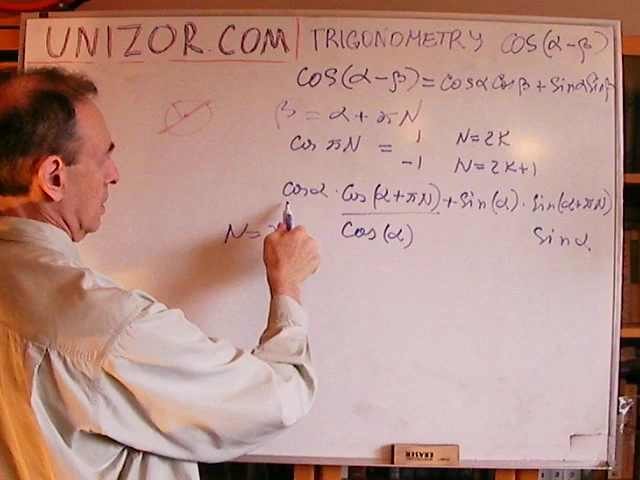 UNIZOR.COM | TRIGONOMETRY COS(α-β)
COS(α-β) = Cosα Cosβ + Sinα Sinβ
β = α + πN
Cos πN = 1 N=2K
-1 N=2K+1
Cosα · Cos(α+πN) + Sin(α) · Sin(α+πN)
N= Cos(α) Sinα
ERASER